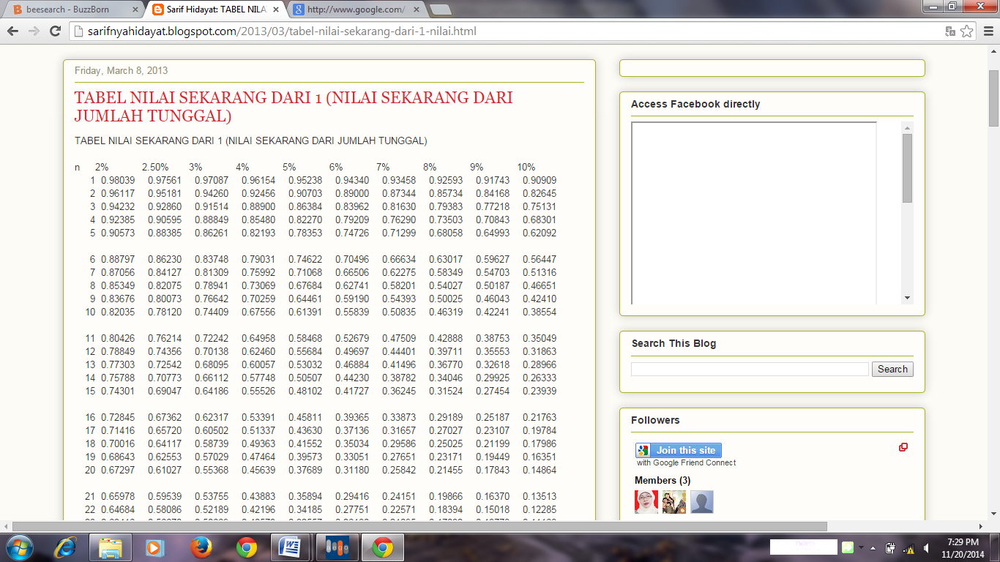 beesearch - BuzzBorn
Sarif Hidayat: TABEL NILA
http://www.google.com/
sarifnyahidayat.blogspot.com/2013/03/tabel-nilai-sekarang-dari-1-nilai.html
Friday, March 8, 2013
TABEL NILAI SEKARANG DARI 1 (NILAI SEKARANG DARI
JUMLAH TUNGGAL)
TABEL NILAI SEKARANG DARI 1 (NILAI SEKARANG DARI JUMLAH TUNGGAL)
n 2% 2.50% 3% 4% 5% 6% 7% 8% 9% 10%
1 0.98039 0.97561 0.97087 0.96154 0.95238 0.94340 0.93458 0.92593 0.91743 0.90909
2 0.96117 0.95181 0.94260 0.92456 0.90703 0.89000 0.87344 0.85734 0.84168 0.82645
3 0.94232 0.92860 0.91514 0.88900 0.86384 0.83962 0.81630 0.79383 0.77218 0.75131
4 0.92385 0.90595 0.88849 0.85480 0.82270 0.79209 0.76290 0.73503 0.70843 0.68301
5 0.90573 0.88385 0.86261 0.82193 0.78353 0.74726 0.71299 0.68058 0.64993 0.62092
6 0.88797 0.86230 0.83748 0.79031 0.74622 0.70496 0.66634 0.63017 0.59627 0.56447
7 0.87056 0.84127 0.81309 0.75992 0.71068 0.66506 0.62275 0.58349 0.54703 0.51316
8 0.85349 0.82075 0.78941 0.73069 0.67684 0.62741 0.58201 0.54027 0.50187 0.46651
9 0.83676 0.80073 0.76642 0.70259 0.64461 0.59190 0.54393 0.50025 0.46043 0.42410
10 0.82035 0.78120 0.74409 0.67556 0.61391 0.55839 0.50835 0.46319 0.42241 0.38554
11 0.80426 0.76214 0.72242 0.64958 0.58468 0.52679 0.47509 0.42888 0.38753 0.35049
12 0.78849 0.74356 0.70138 0.62460 0.55684 0.49697 0.44401 0.39711 0.35553 0.31863
13 0.77303 0.72542 0.68095 0.60057 0.53032 0.46884 0.41496 0.36770 0.32618 0.28966
14 0.75788 0.70773 0.66112 0.57748 0.50507 0.44230 0.38782 0.34046 0.29925 0.26333
15 0.74301 0.69047 0.64186 0.55526 0.48102 0.41727 0.36245 0.31524 0.27454 0.23939
16 0.72845 0.67362 0.62317 0.53391 0.45811 0.39365 0.33873 0.29189 0.25187 0.21763
17 0.71416 0.65720 0.60502 0.51337 0.43630 0.37136 0.31657 0.27027 0.23107 0.19784
18 0.70016 0.64117 0.58739 0.49363 0.41552 0.35034 0.29586 0.25025 0.21199 0.17986
19 0.68643 0.62553 0.57029 0.47464 0.39573 0.33051 0.27651 0.23171 0.19449 0.16351
20 0.67297 0.61027 0.55368 0.45639 0.37689 0.31180 0.25842 0.21455 0.17843 0.14864
21 0.65978 0.59539 0.53755 0.43883 0.35894 0.29416 0.24151 0.19866 0.16370 0.13513
22 0.64684 0.58086 0.52189 0.42196 0.34185 0.27751 0.22571 0.18394 0.15018 0.12285
Access Facebook directly
Search This Blog
Search
Followers
Join this site
with Google Friend Connect
Members (3)
7:29 PM
11/20/2014